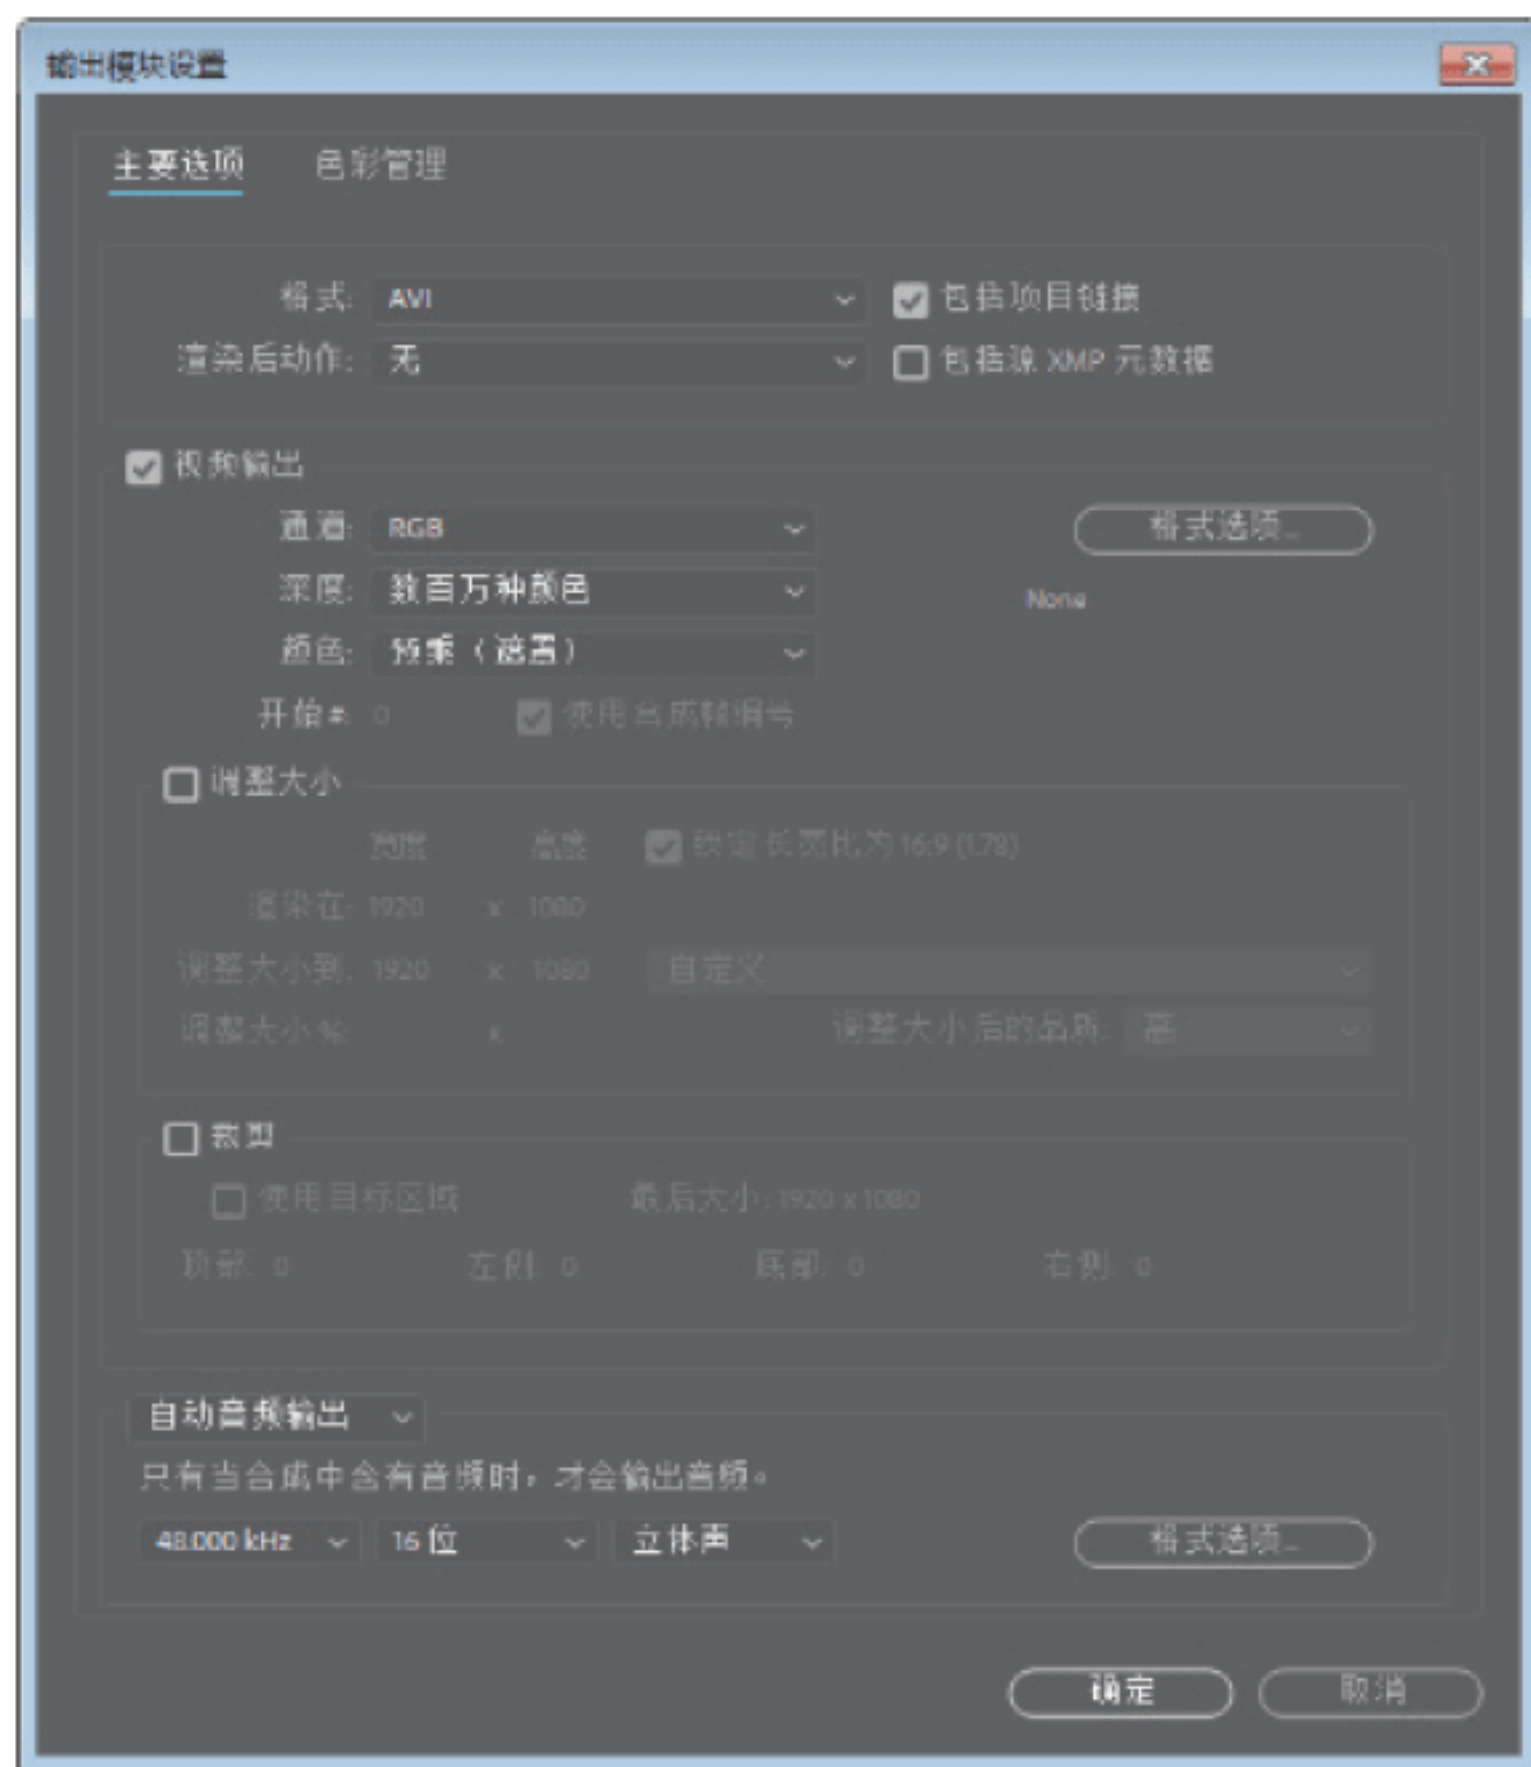 输出模块设置
主要选项 色彩管理
格式: AVI 包括项目链接
渲染后动作: 无 包括源 XMP 元数据
视频输出
通道: RGB 格式选项...
深度: 数百万种颜色 None
颜色: 预乘（遮罩）
开始 #: 0 使用合成帧编号
调整大小
宽度 高度 锁定长宽比为 16:9 (1.78)
渲染在: 1920 x 1080
调整大小到: 1920 x 1080 自定义
调整大小 %: x 调整大小后的品质: 高
裁剪
使用目标区域 最后大小: 1920 x 1080
顶部: 0 左侧: 0 底部: 0 右侧: 0
自动音频输出
只有当合成中含有音频时，才会输出音频。
48.000 kHz 16 位 立体声 格式选项...
确定 取消